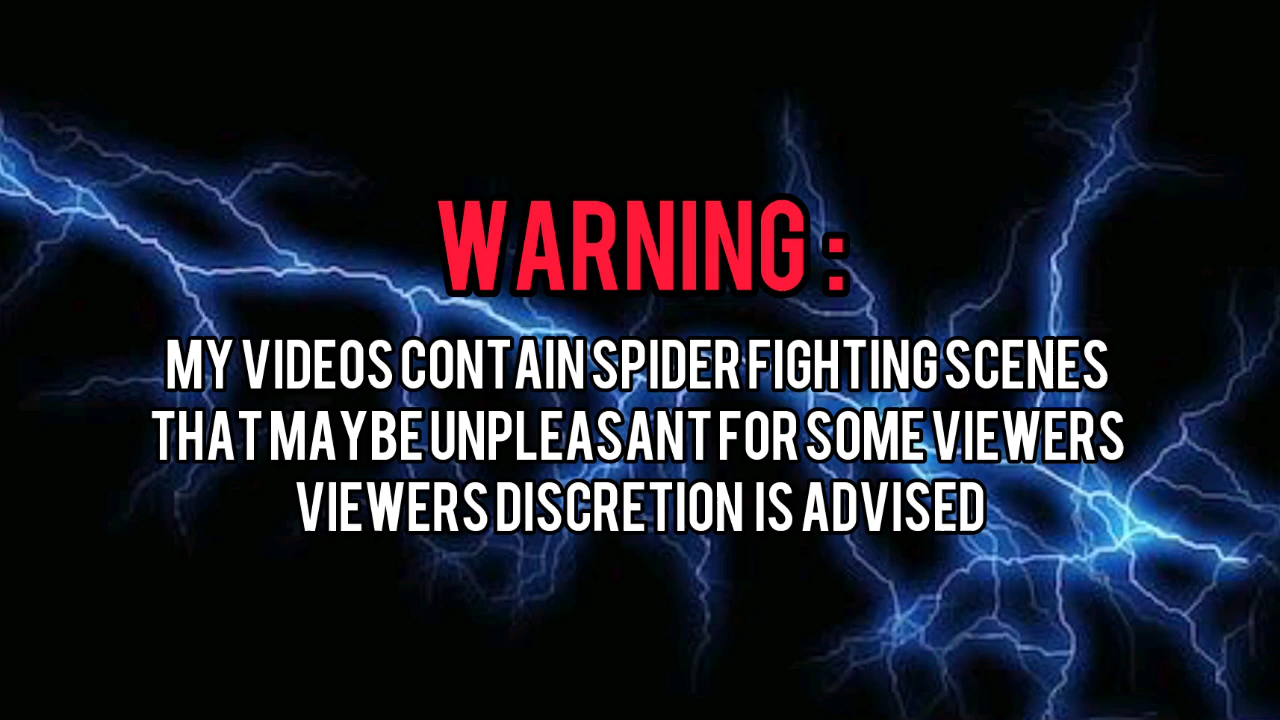 WARNING :
MY VIDEOS CONTAIN SPIDER FIGHTING SCENES
THAT MAYBE UNPLEASANT FOR SOME VIEWERS
VIEWERS DISCRETION IS ADVISED